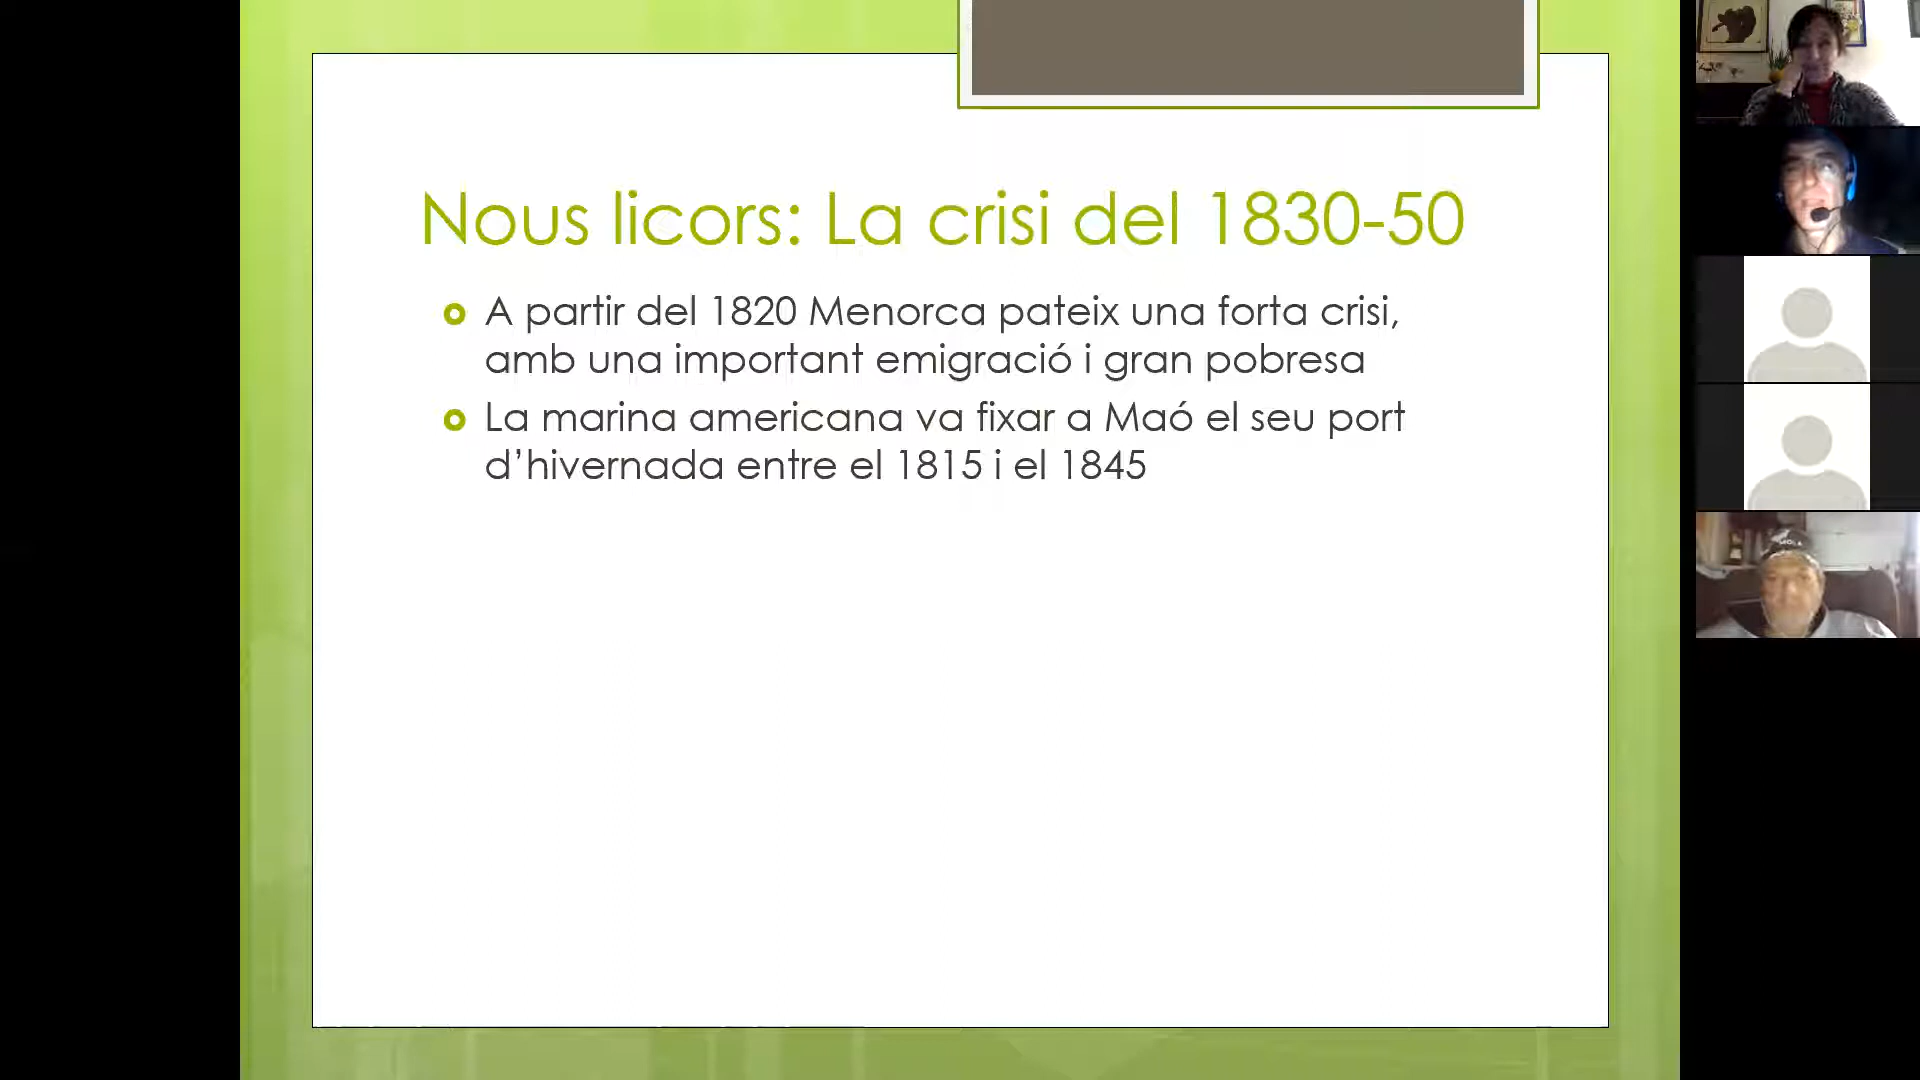 Nous licors: La crisi del 1830-50
A partir del 1820 Menorca pateix una forta crisi,
amb una important emigració i gran pobresa
La marina americana va fixar a Maó el seu port
d’hivernada entre el 1815 i el 1845